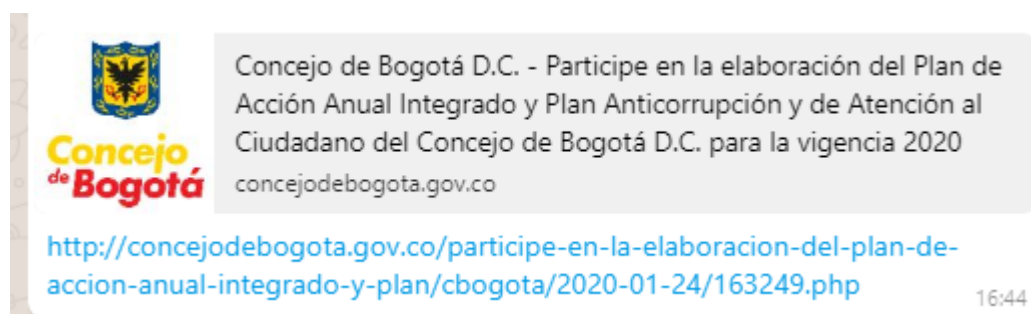 Concejo
de Bogotá
Concejo de Bogotá D.C. - Participe en la elaboración del Plan de
Acción Anual Integrado y Plan Anticorrupción y de Atención al
Ciudadano del Concejo de Bogotá D.C. para la vigencia 2020
concejodebogota.gov.co
http://concejodebogota.gov.co/participe-en-la-elaboracion-del-plan-de-
accion-anual-integrado-y-plan/cbogota/2020-01-24/163249.php
16:44